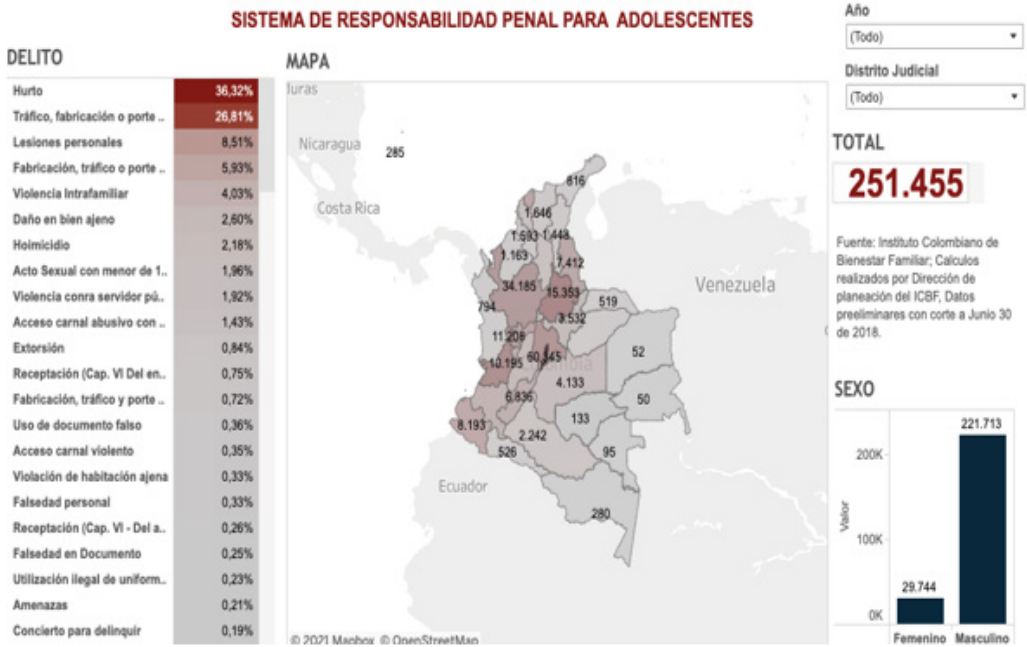 SISTEMA DE RESPONSABILIDAD PENAL PARA ADOLESCENTES
Año
(Todo)
Distrito Judicial
(Todo)
DELITO
Hurto 36,32%
Tráfico, fabricación o porte .. 26,81%
Lesiones personales 8,51%
Fabricación, tráfico o porte .. 5,93%
Violencia Intrafamiliar 4,03%
Daño en bien ajeno 2,60%
Hoimicidio 2,18%
Acto Sexual con menor de 1.. 1,96%
Violencia conra servidor pú.. 1,92%
Acceso carnal abusivo con .. 1,43%
Extorsión 0,84%
Receptación (Cap. VI Del en.. 0,75%
Fabricación, tráfico y porte .. 0,72%
Uso de documento falso 0,36%
Acceso carnal violento 0,35%
Violación de habitación ajena 0,33%
Falsedad personal 0,33%
Receptación (Cap. VI - Del a.. 0,26%
Falsedad en Documento 0,25%
Utilización ilegal de uniform.. 0,23%
Amenazas 0,21%
Concierto para delinquir 0,19%
MAPA
luras
Nicaragua
285
Costa Rica
616
1.646
1.593 1.448
1.163
7.412
Venezuela
34.185
15.353
519
794
3.532
11.206
52
10.195
60.345
4.133
6.836
50
133
8.193
2.242
526
95
Ecuador
280
© 2021 Mapbox © OpenStreetMap
TOTAL
251.455
Fuente: Instituto Colombiano de
Bienestar Familiar; Calculos
realizados por Dirección de
planeación del ICBF, Datos
preeliminares con corte a Junio 30
de 2018.
SEXO
221.713
200K
Valor
100K
29.744
0K
Femenino Masculino